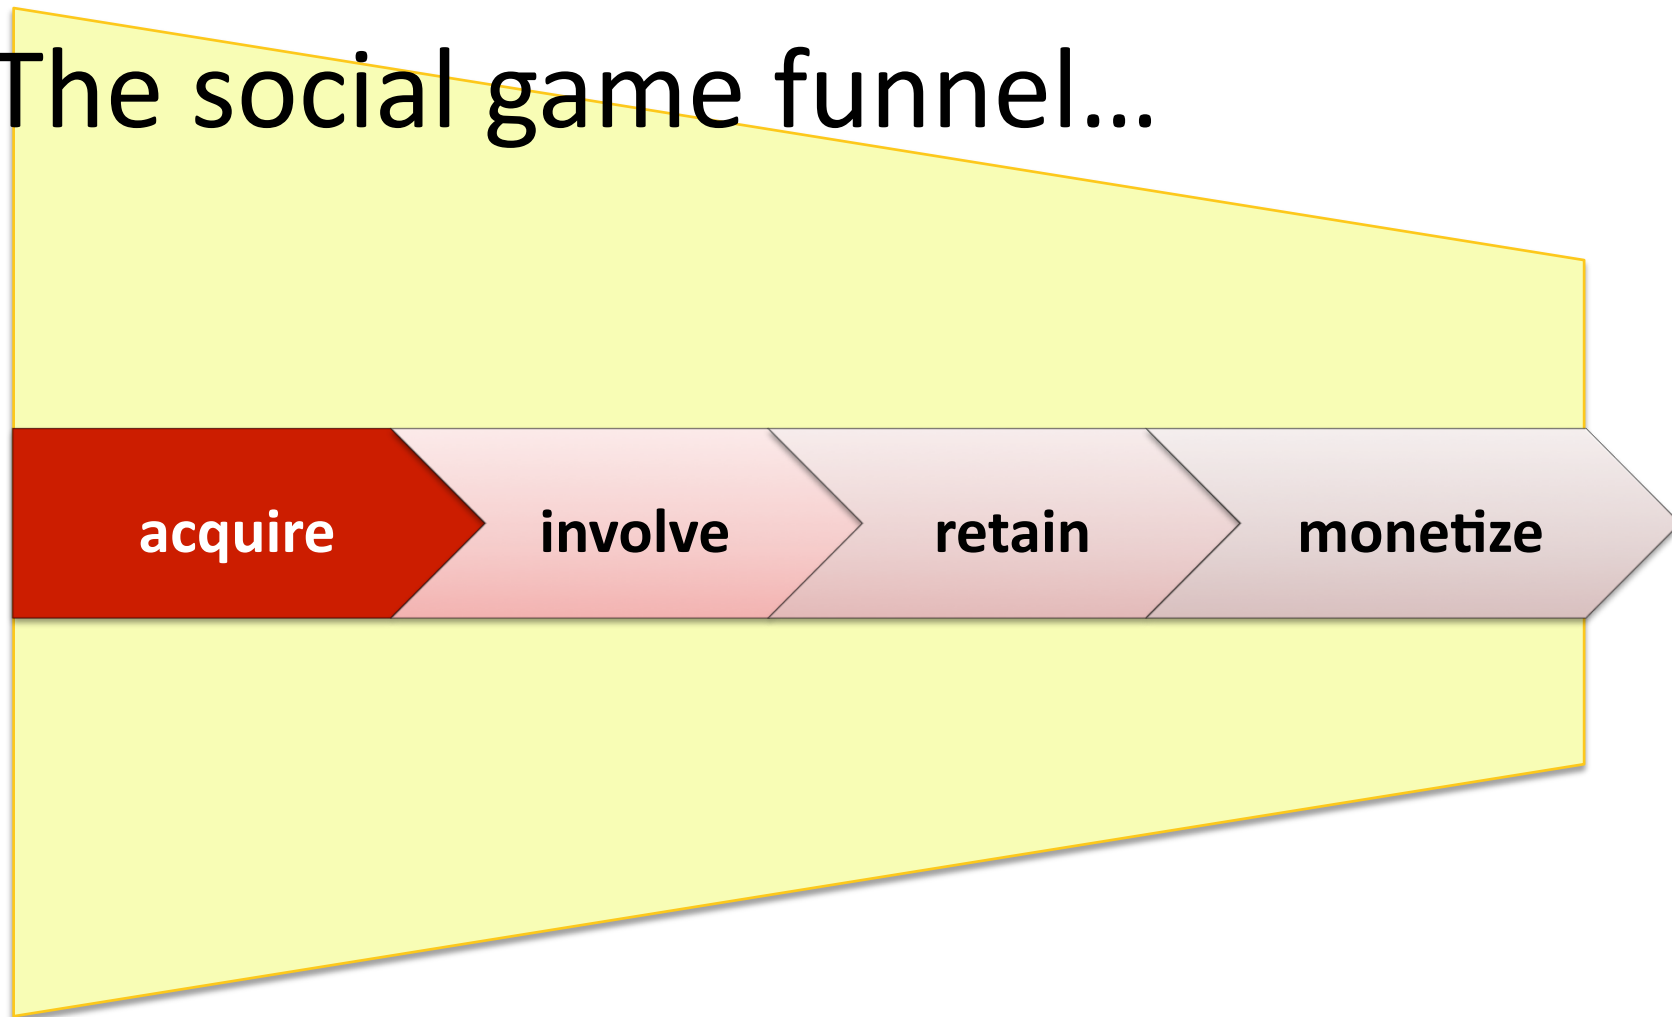 The social game funnel...
acquire
involve
retain
monetize